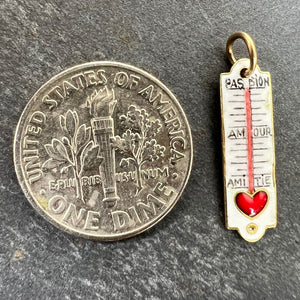 UNITED STATES OF AMERICA
E PLURIBUS UNUM
ONE DIME
PASSION
AMOUR
AMITIE